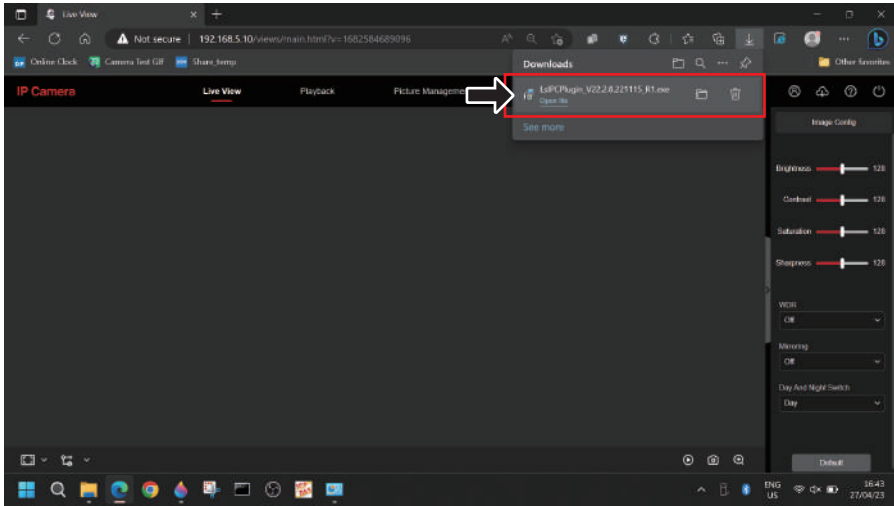 Live View
Not secure 192.168.5.10/views/main.html?v=1682584689096
Online Clock Camera Test GIF Share_temp Other favorites
Downloads
LsIPCPlugin_V22.2.8.221115_R1.exe
Open file
See more
IP Camera Live View Playback Picture Manageme
Image Config
Brightness 128
Contrast 128
Saturation 128
Sharpness 128
WDR
Off
Mirroring
Off
Day And Night Switch
Day
Default
ENG
US
16:43
27/04/23